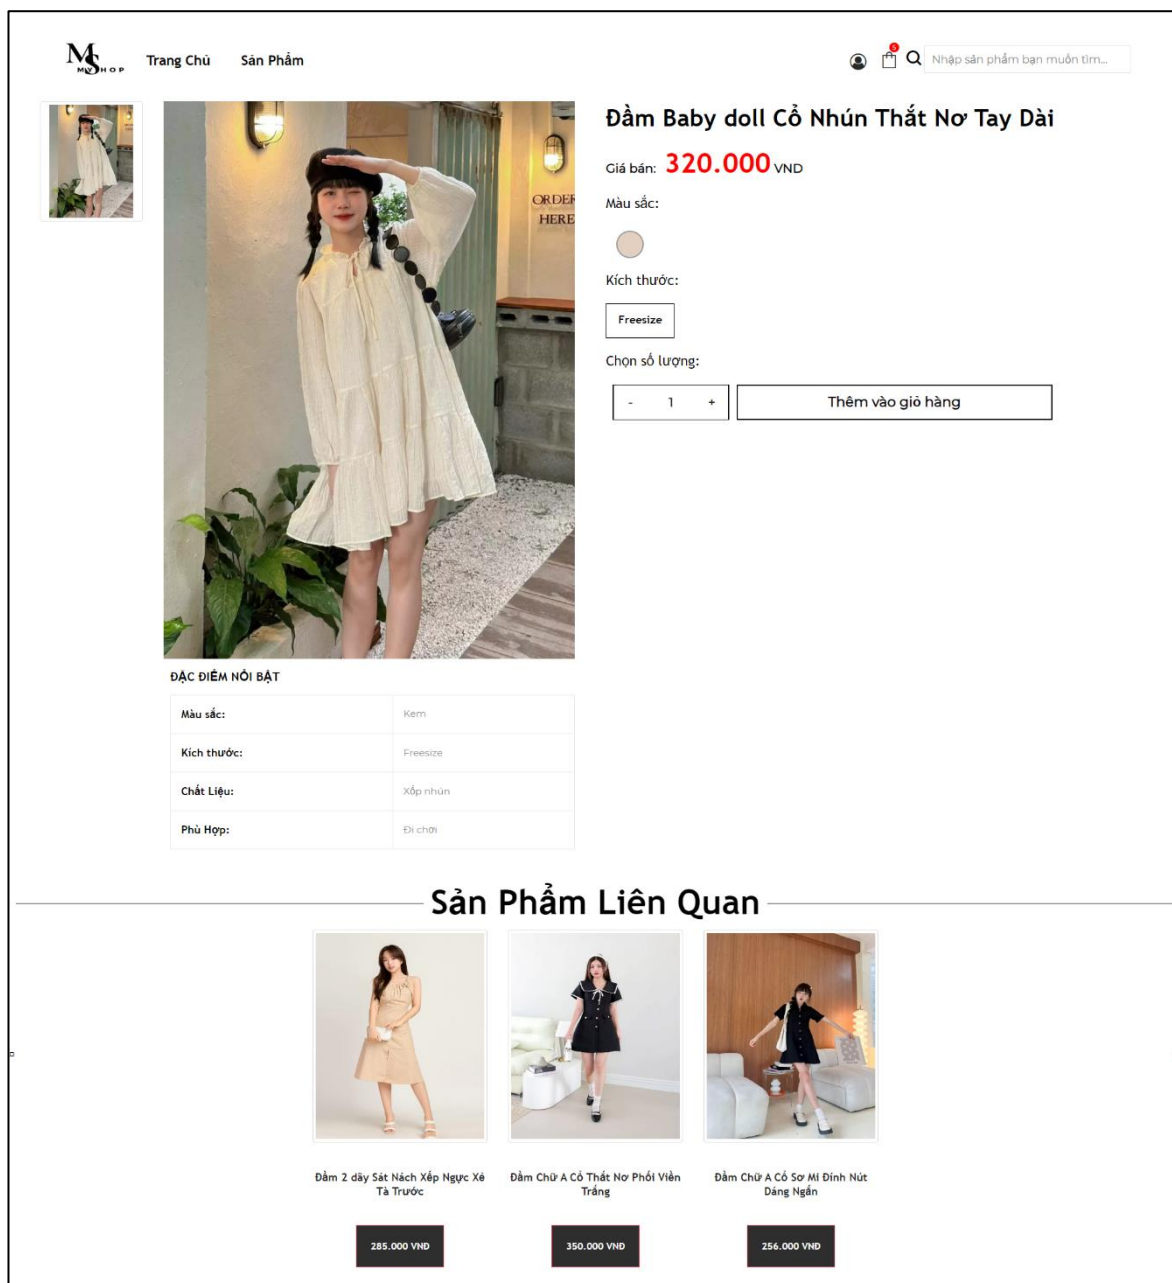 MS
MY SHOP
Trang Chủ
Sản Phẩm
5
Nhập sản phẩm bạn muốn tìm...
ORDER
HERE
Đầm Baby doll Cổ Nhún Thắt Nơ Tay Dài
Giá bán: 320.000 VND
Màu sắc:
Kích thước:
Freesize
Chọn số lượng:
- 1 +
Thêm vào giỏ hàng
ĐẶC ĐIỂM NỔI BẬT
Màu sắc: Kem
Kích thước: Freesize
Chất Liệu: Xốp nhún
Phù Hợp: Đi chơi
Sản Phẩm Liên Quan
Đầm 2 dây Sát Nách Xếp Ngực Xẻ
Tà Trước
285.000 VNĐ
Đầm Chữ A Cổ Thắt Nơ Phối Viền
Trắng
350.000 VNĐ
Đầm Chữ A Cổ Sơ Mi Đính Nút
Dáng Ngắn
256.000 VNĐ